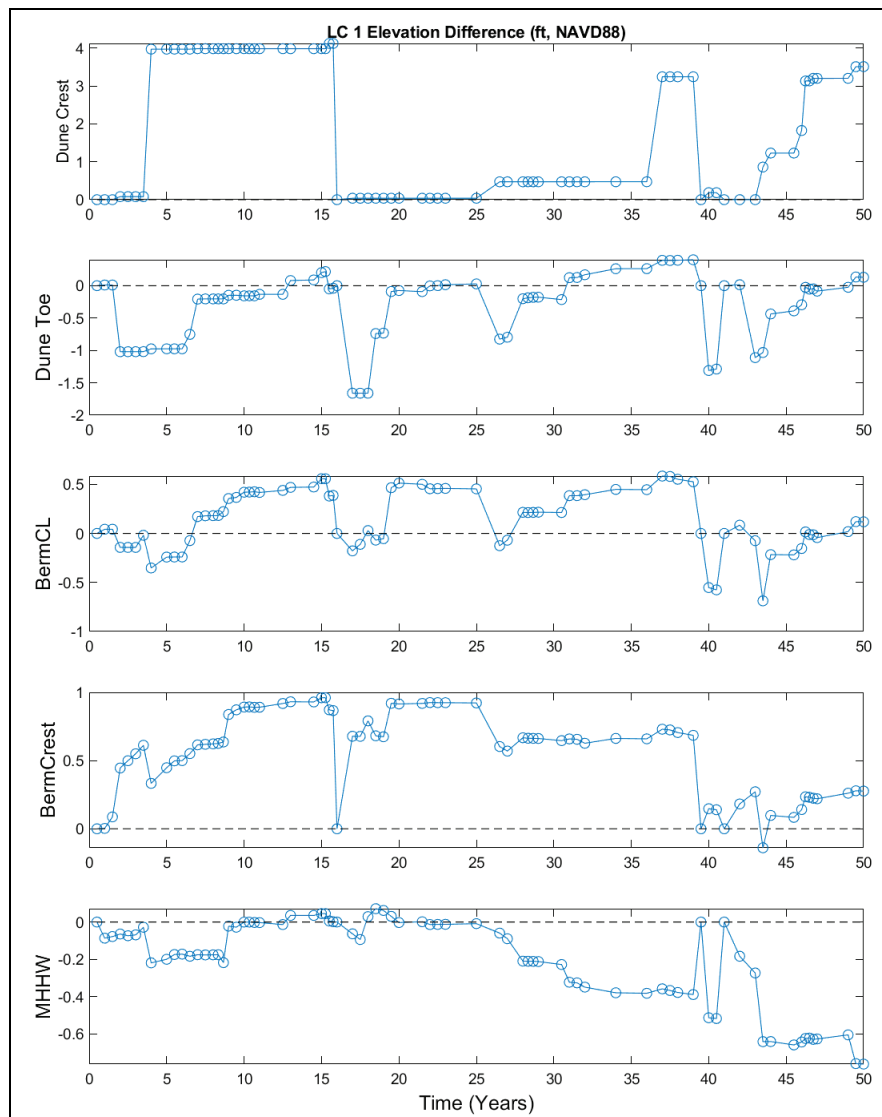 LC 1 Elevation Difference (ft, NAVD88)
Dune Crest
4
3
2
1
0
0 5 10 15 20 25 30 35 40 45 50
Dune Toe
0
-0.5
-1
-1.5
-2
0 5 10 15 20 25 30 35 40 45 50
BermCL
0.5
0
-0.5
-1
0 5 10 15 20 25 30 35 40 45 50
BermCrest
1
0.5
0
0 5 10 15 20 25 30 35 40 45 50
MHHW
0
-0.2
-0.4
-0.6
0 5 10 15 20 25 30 35 40 45 50
Time (Years)